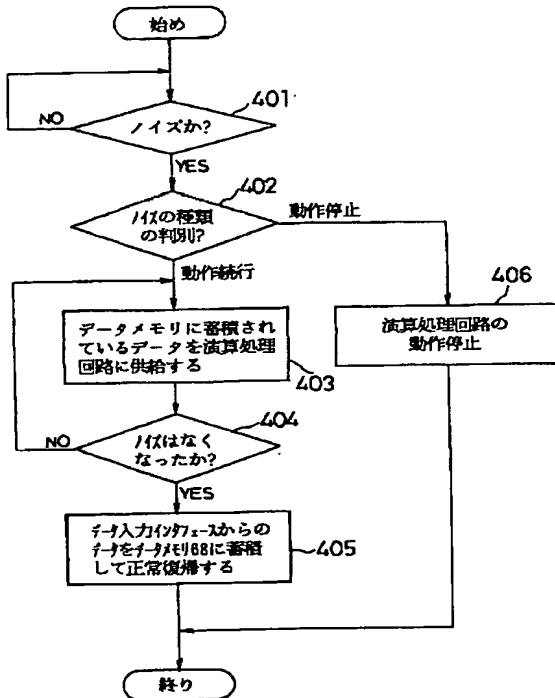 始め
401
ノイズか?
NO
YES
402
ノイズの種類
の判別?
動作停止
動作続行
406
データメモリに蓄積され
ているデータを演算処理
回路に供給する
403
演算処理回路の
動作停止
404
ノイズはなく
なったか?
NO
YES
データ入力インタフェースからの
データをデータメモリ68に蓄積
して正常復帰する
405
終り